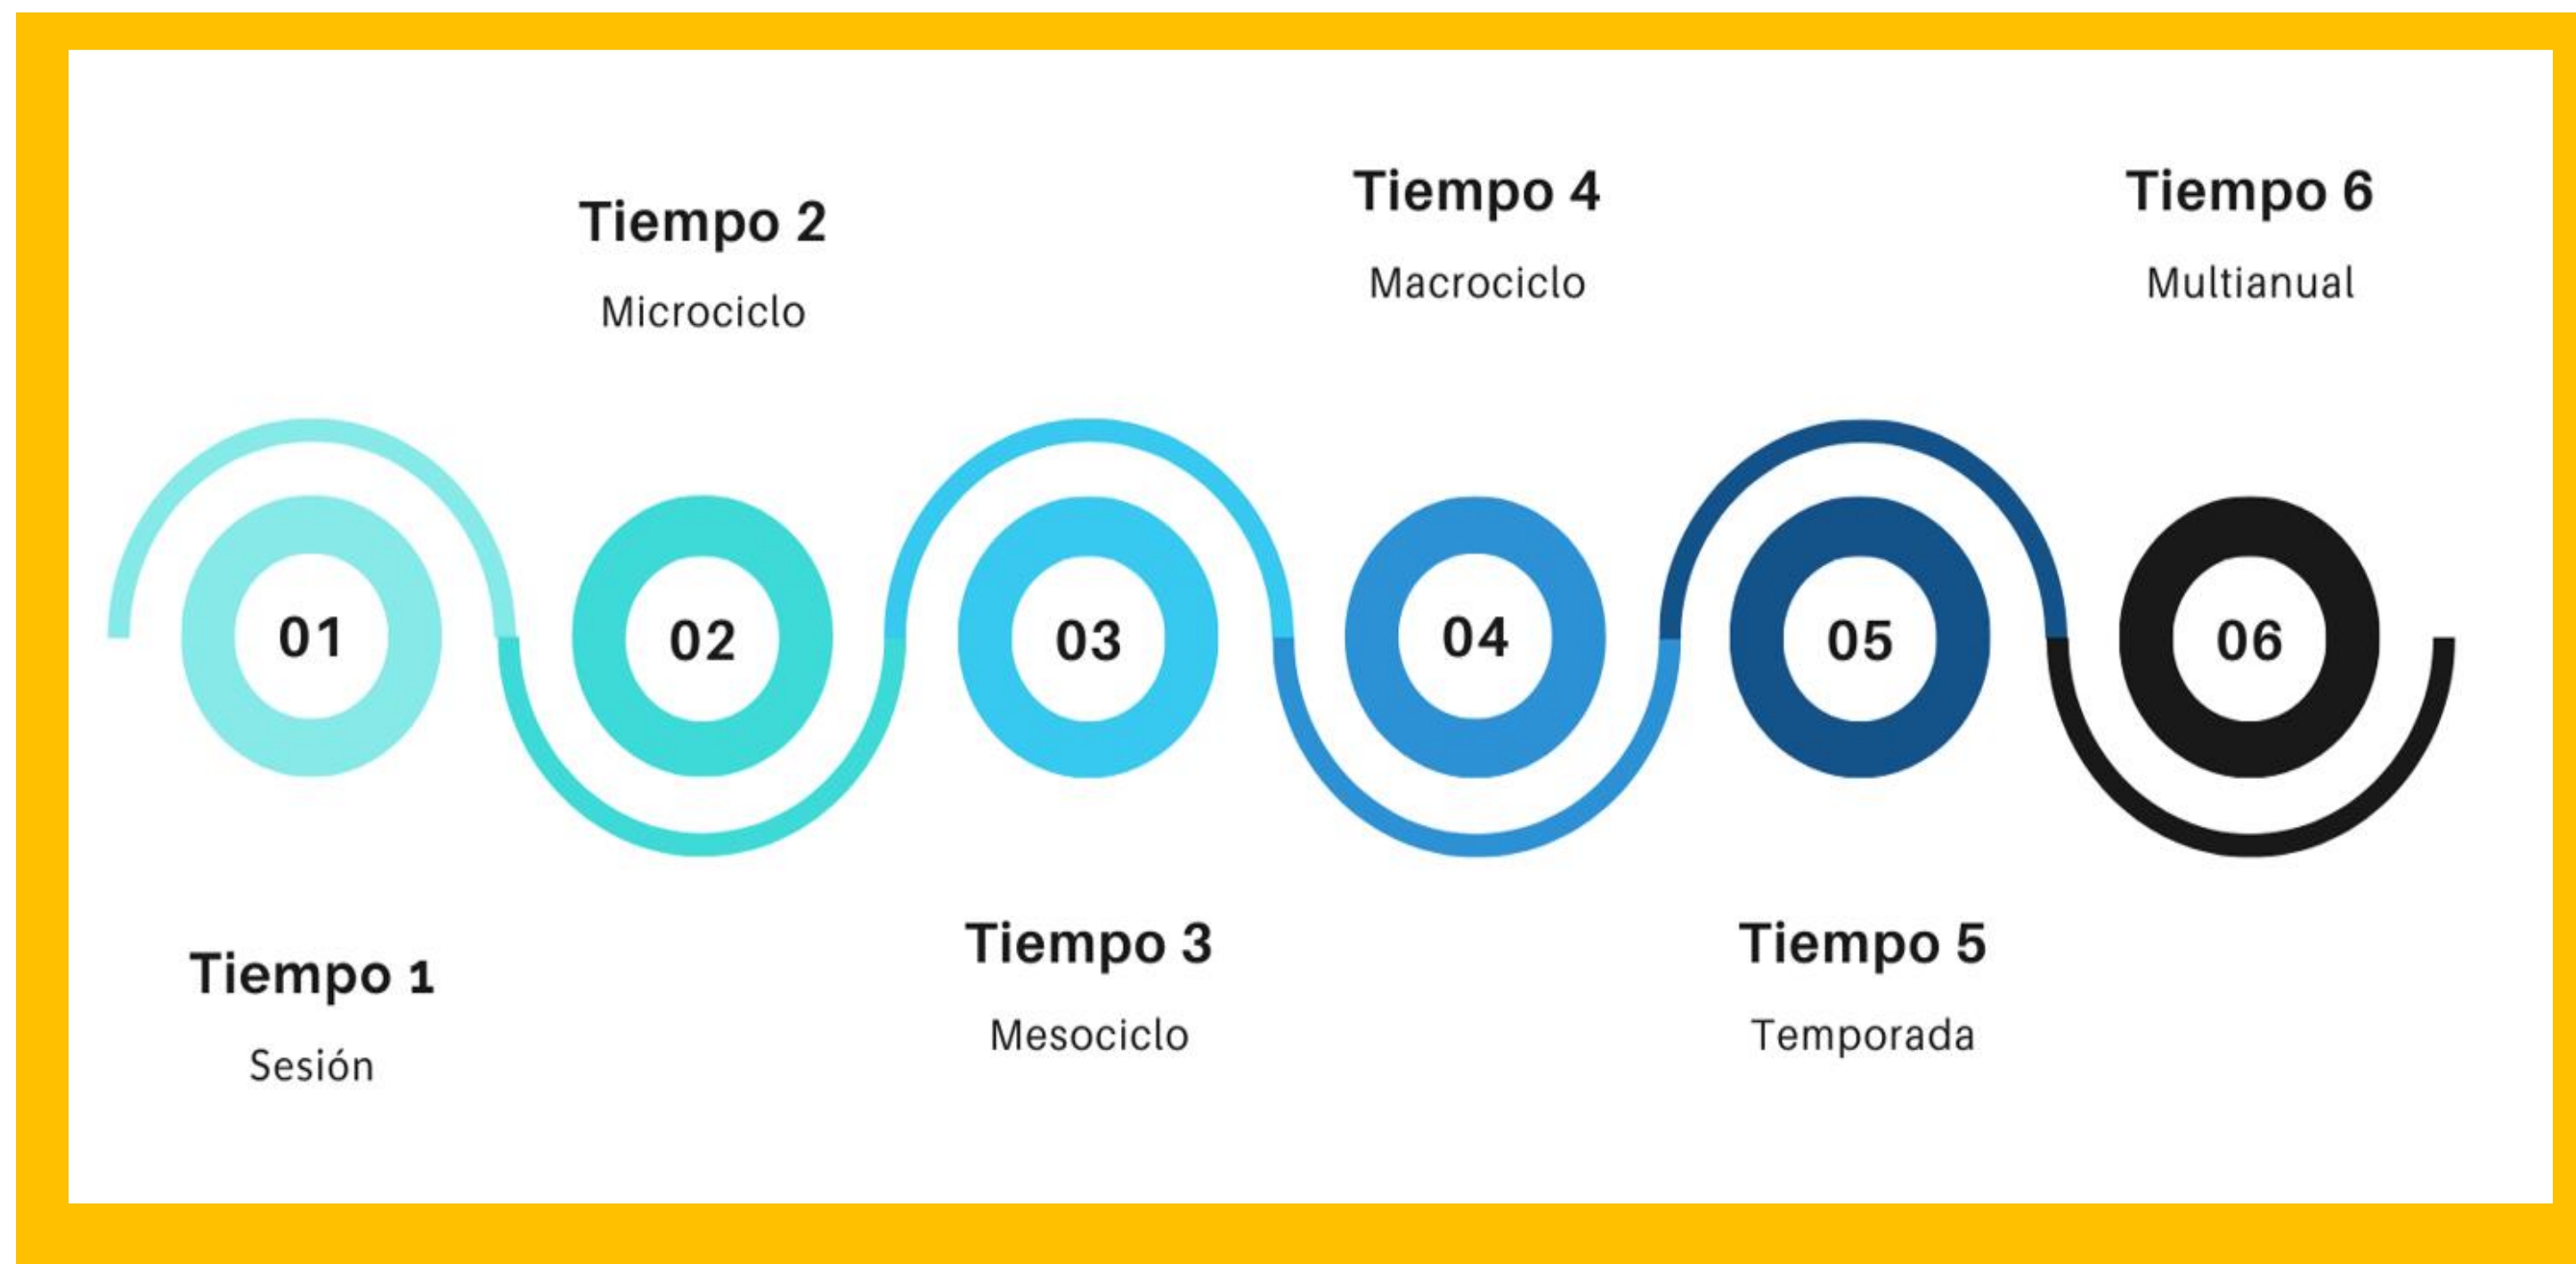 Tiempo 2
Microciclo
Tiempo 4
Macrociclo
Tiempo 6
Multianual
01
02
03
04
05
06
Tiempo 1
Sesión
Tiempo 3
Mesociclo
Tiempo 5
Temporada